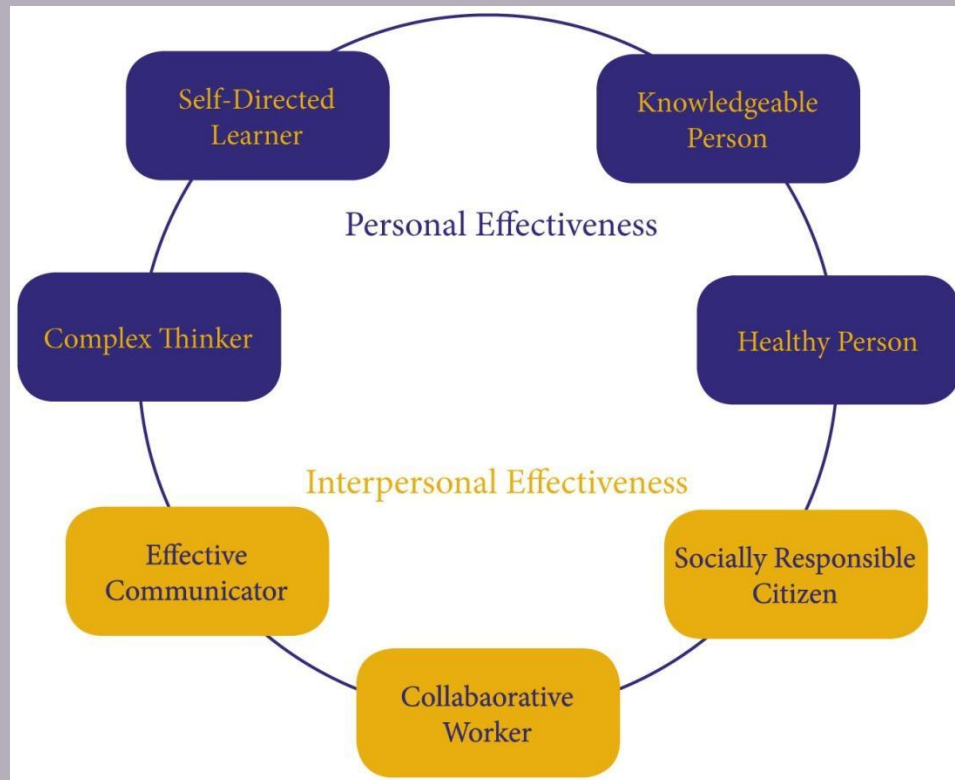 Self-Directed
Learner
Knowledgeable
Person
Personal Effectiveness
Complex Thinker
Healthy Person
Interpersonal Effectiveness
Effective
Communicator
Socially Responsible
Citizen
Collabaorative
Worker